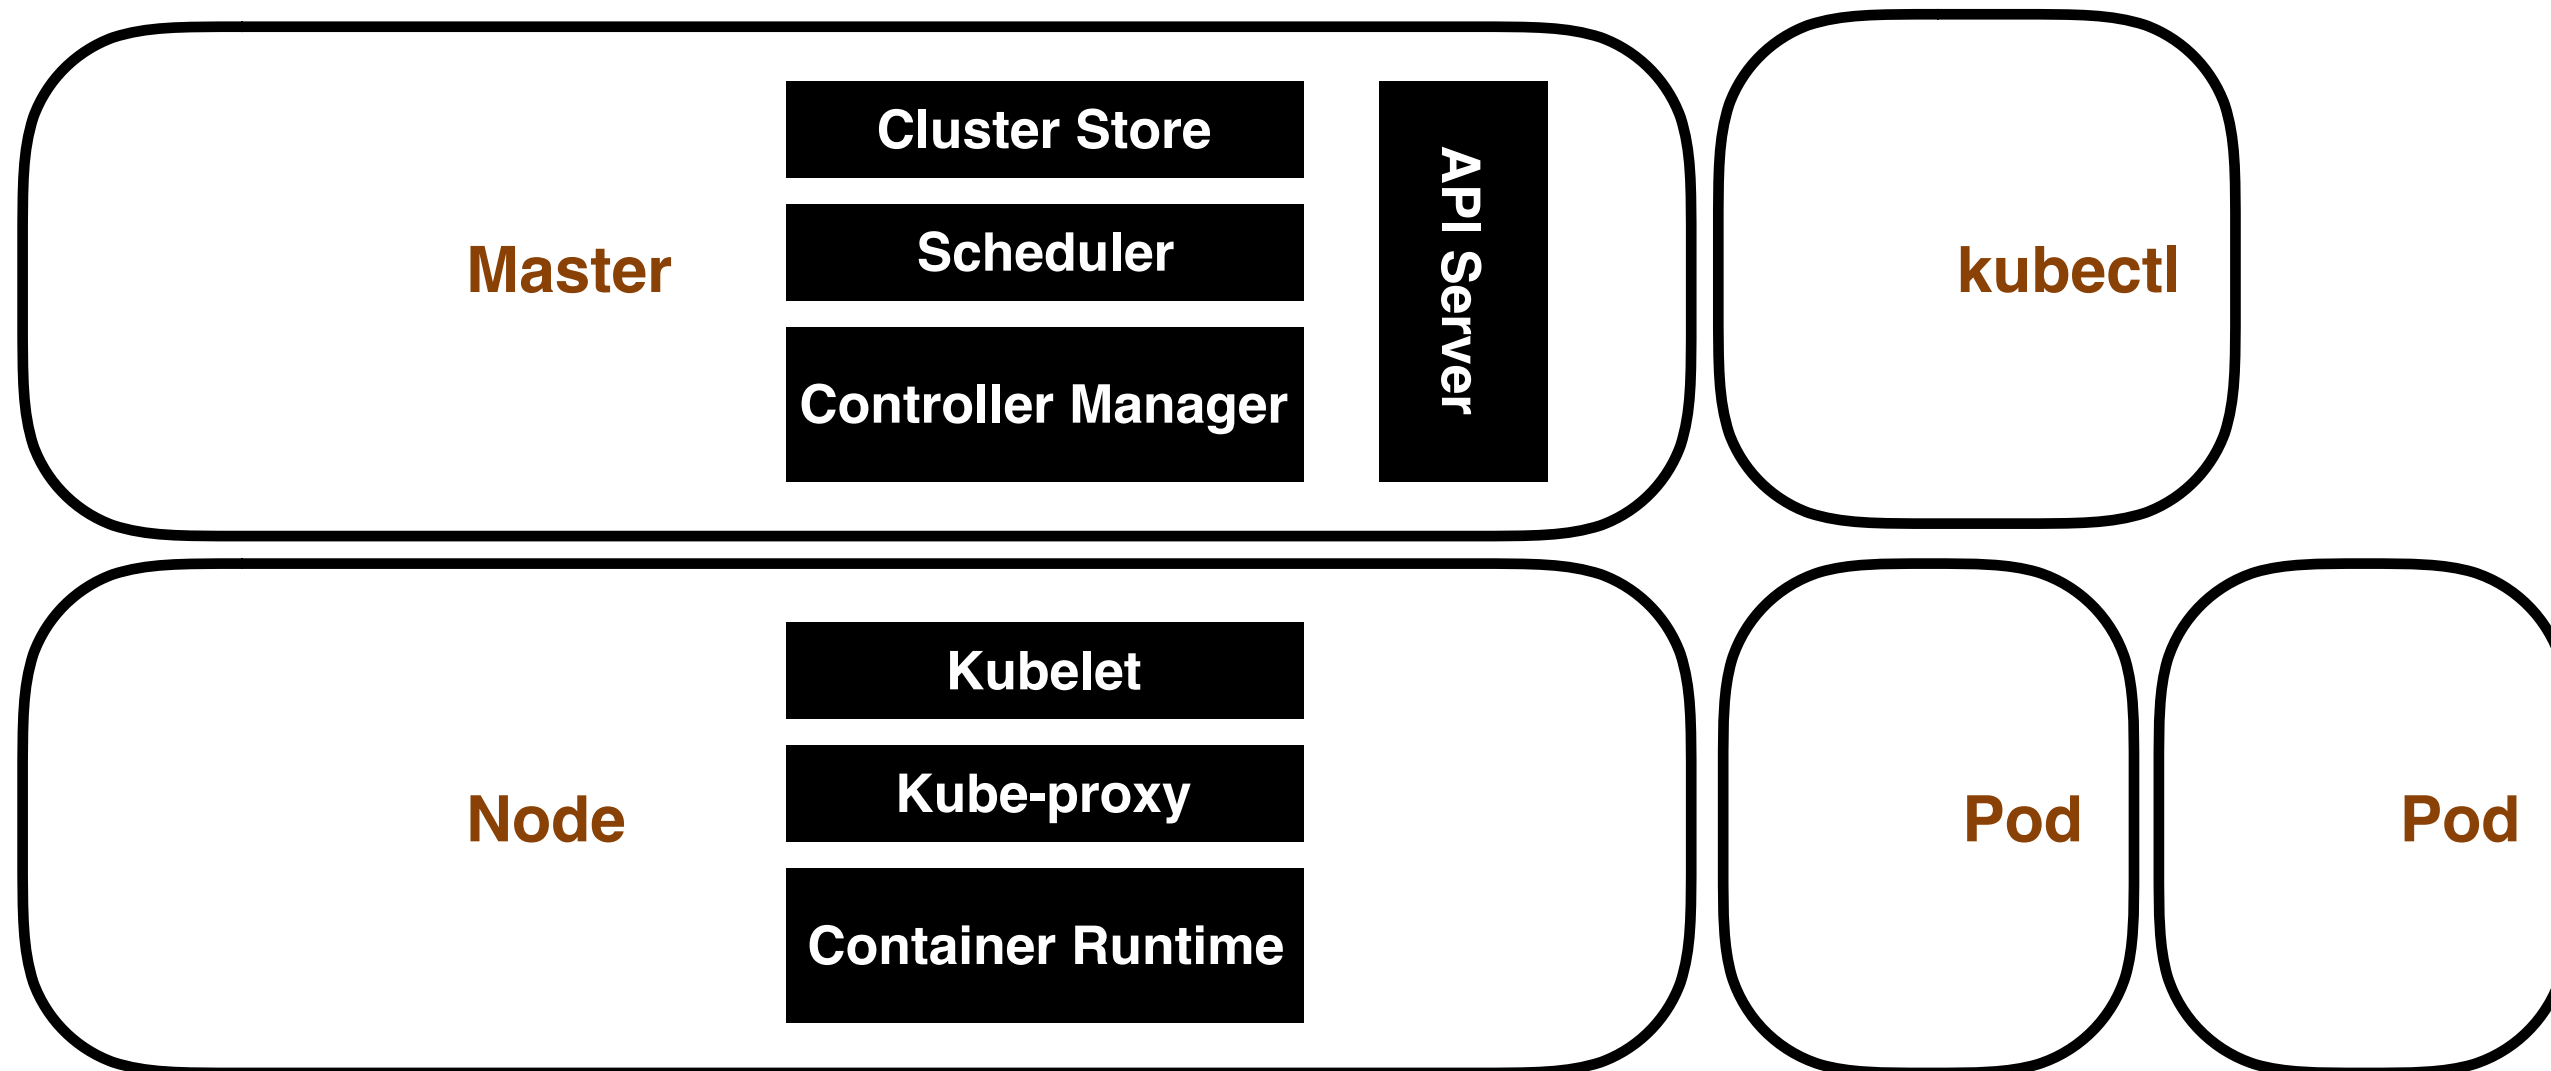 Master
Cluster Store
Scheduler
Controller Manager
API Server
kubectl
Node
Kubelet
Kube-proxy
Container Runtime
Pod
Pod